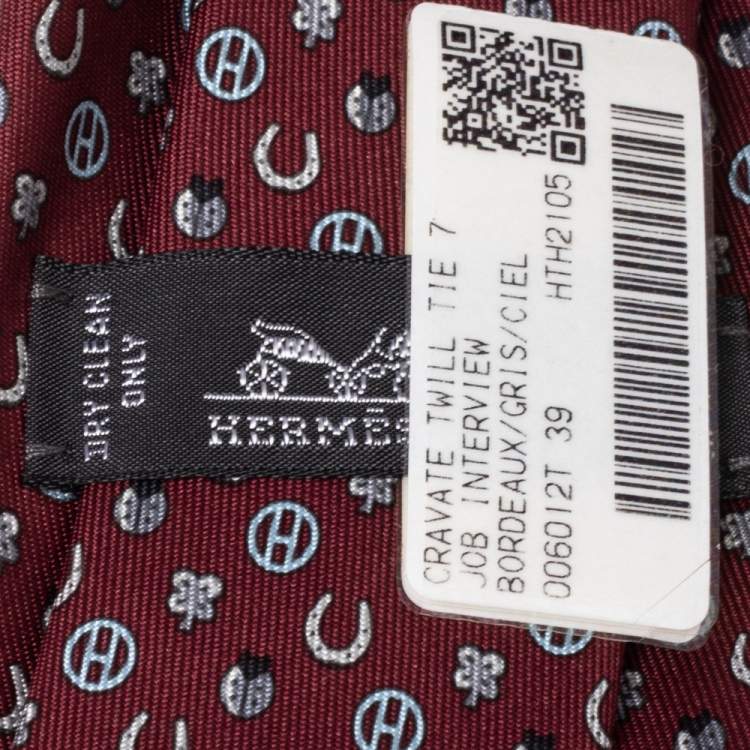 DRY CLEAN
ONLY
HERMÈS
CRAVATE TWILL TIE 7
JOB INTERVIEW
BORDEAUX/GRIS/CIEL
006012T 39 HTH2105